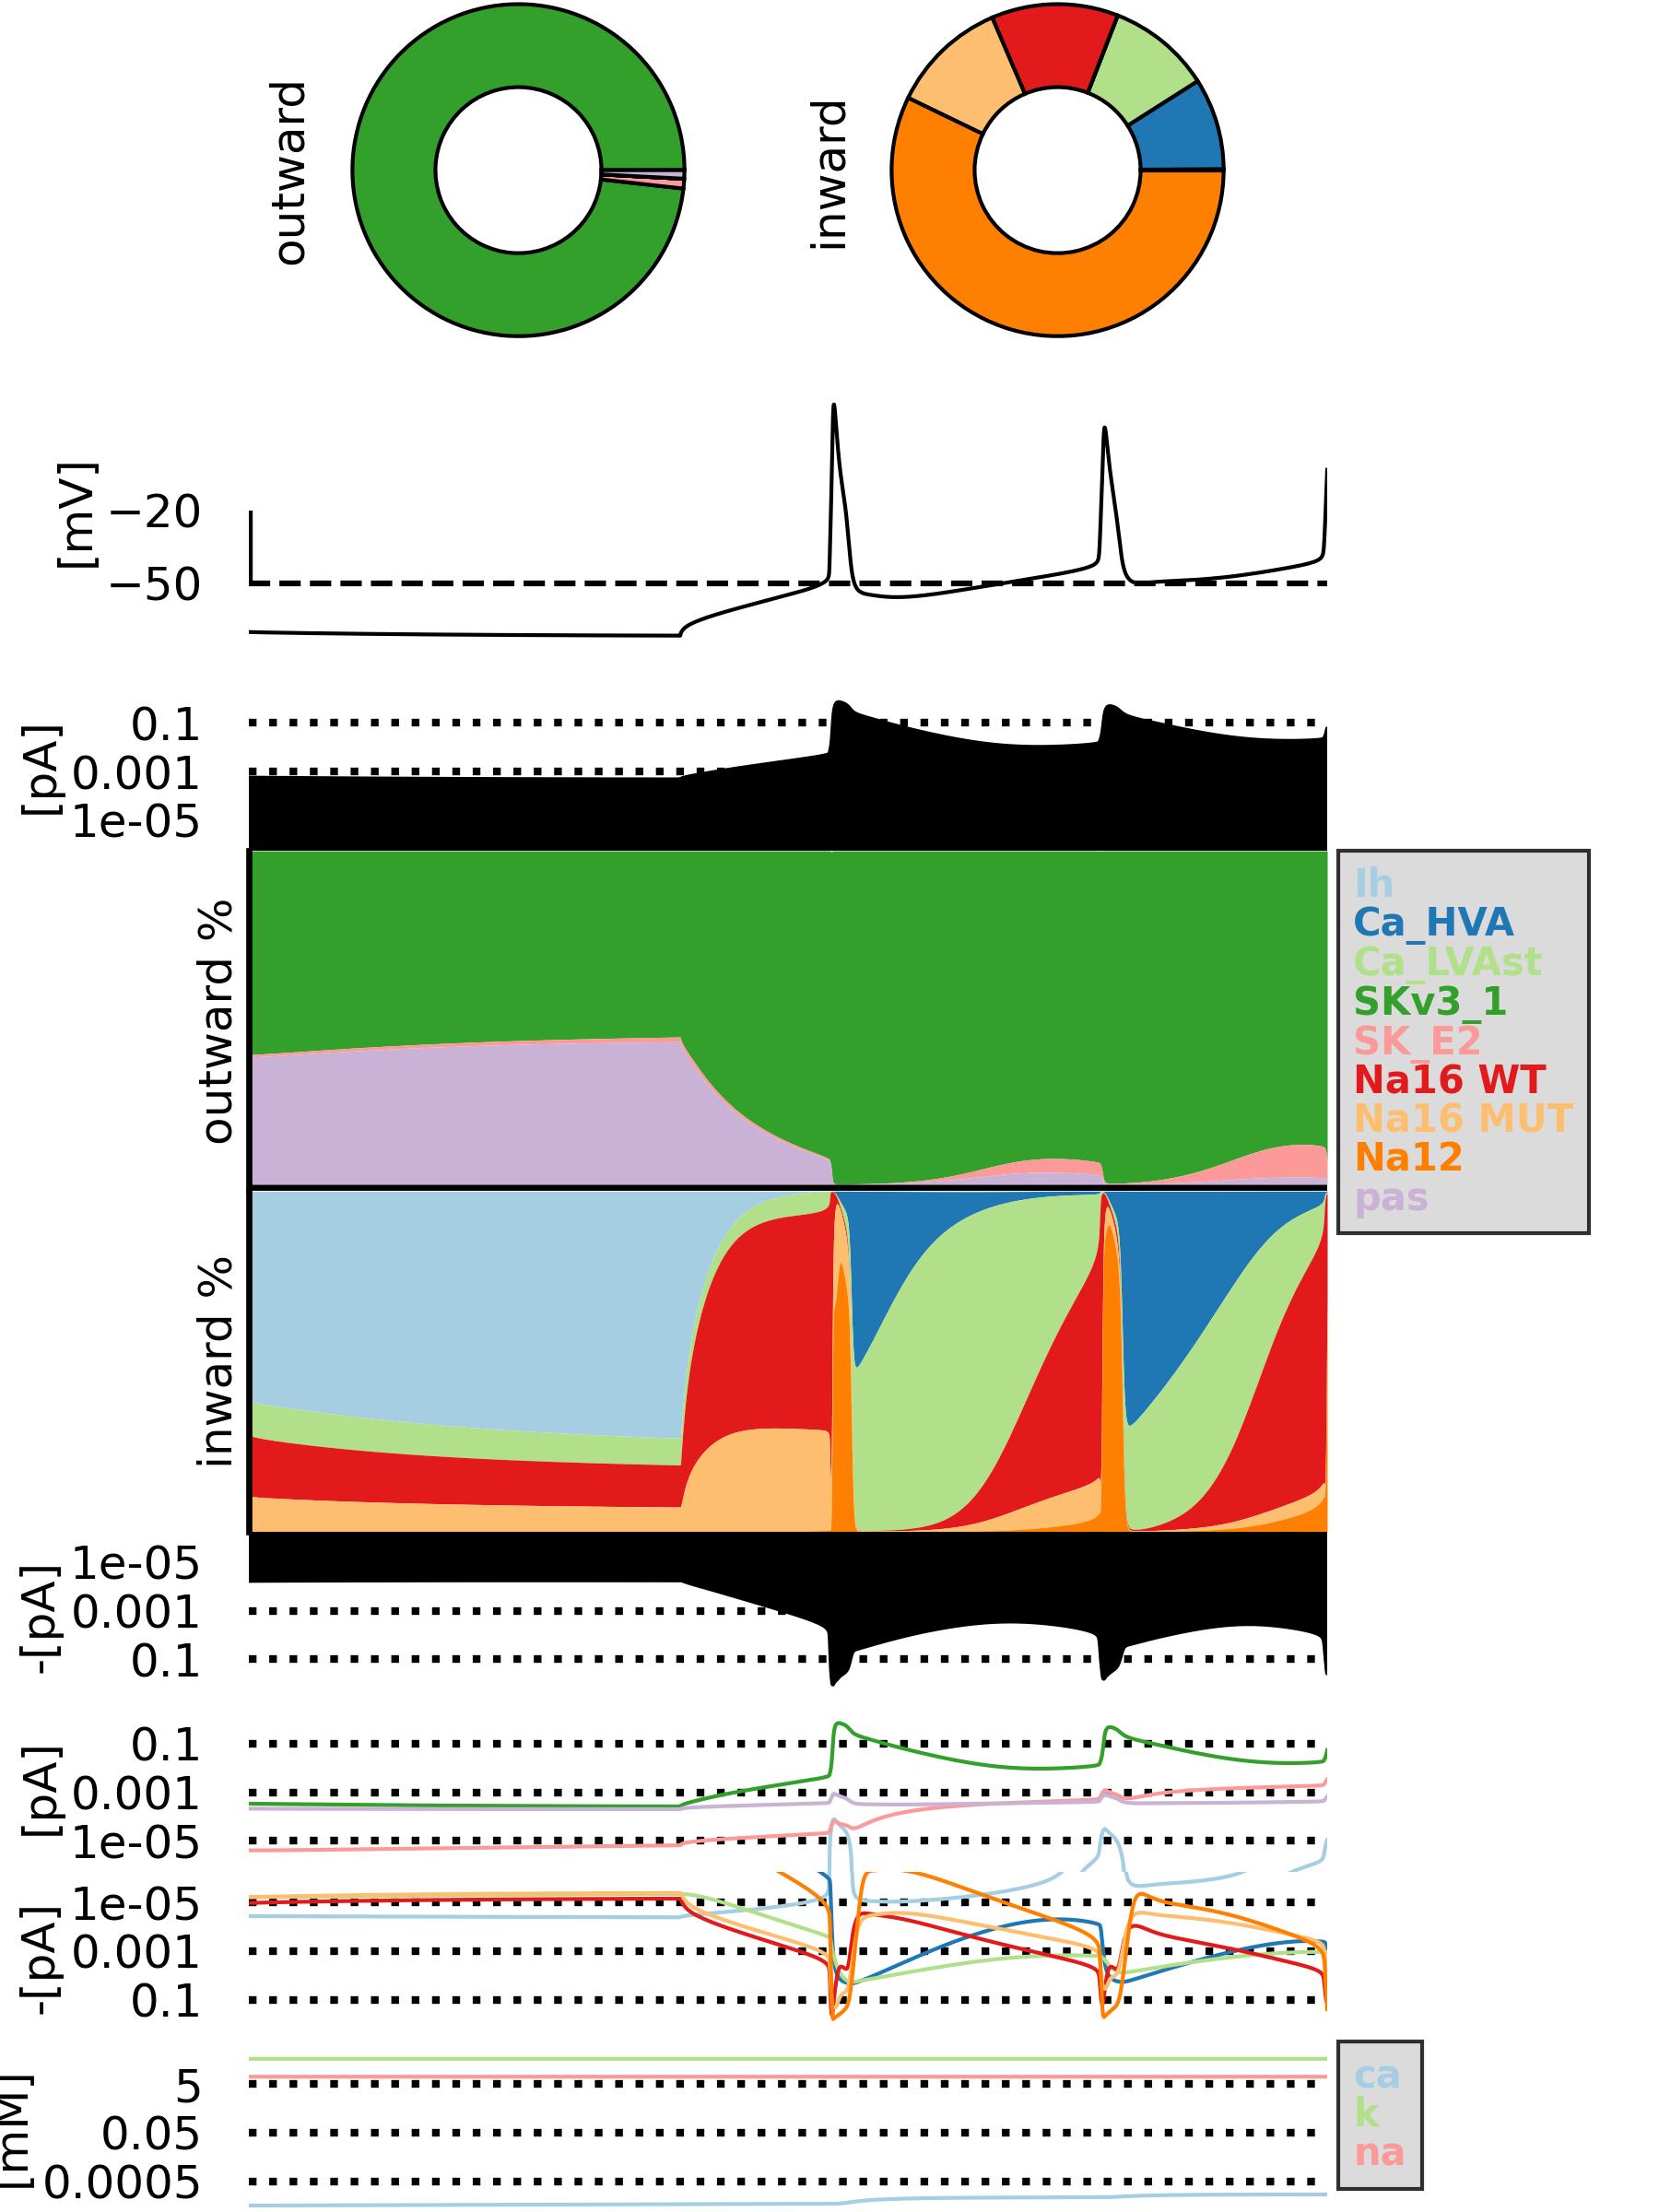 outward
inward
[mV]
−20
−50
[pA]
0.1
0.001
1e-05
outward %
Ih
Ca_HVA
Ca_LVAst
SKv3_1
SK_E2
Na16 WT
Na16 MUT
Na12
pas
inward %
-[pA]
1e-05
0.001
0.1
[pA]
0.1
0.001
1e-05
-[pA]
1e-05
0.001
0.1
[mM]
5
0.05
0.0005
ca
k
na